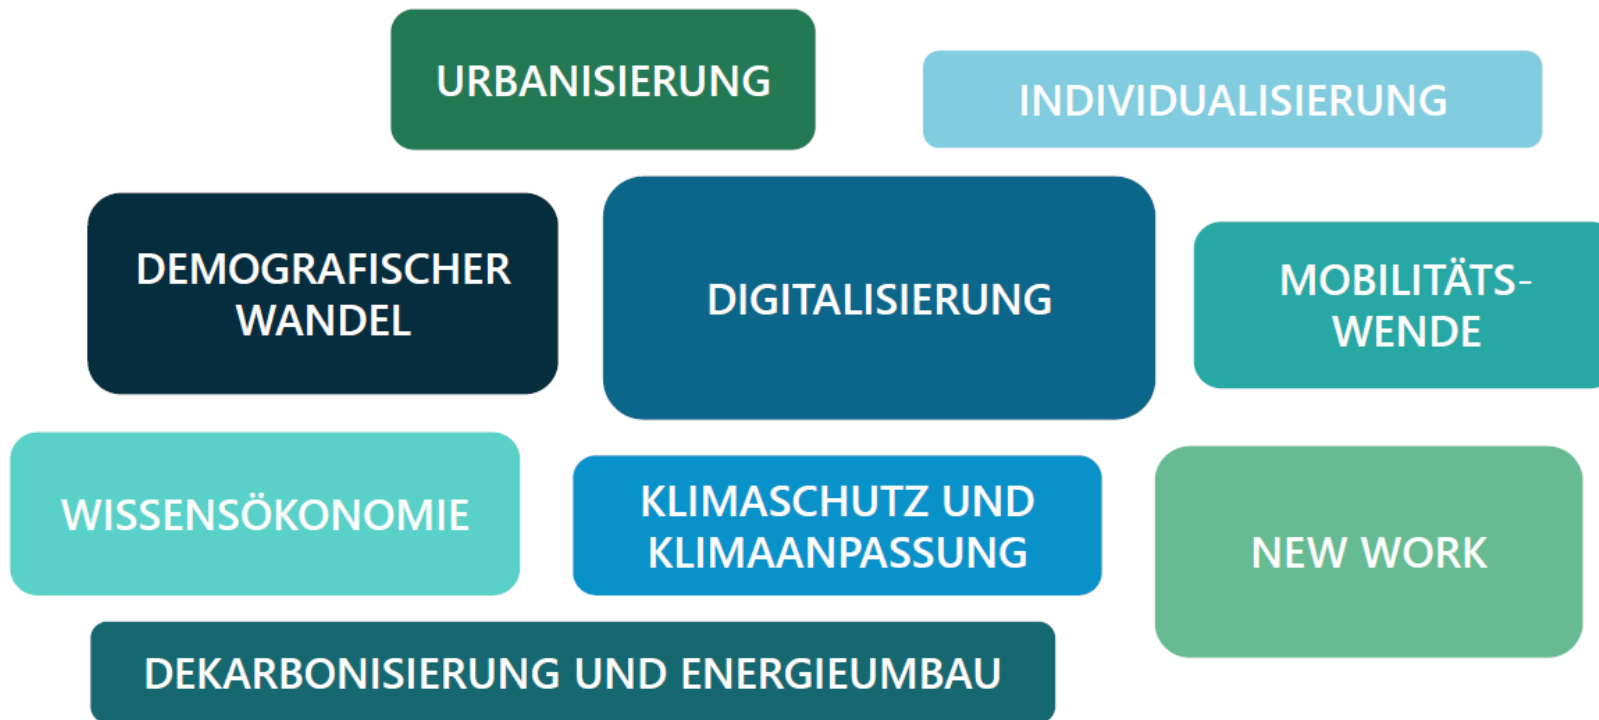 URBANISIERUNG
INDIVIDUALISIERUNG
DEMOGRAFISCHER
WANDEL
DIGITALISIERUNG
MOBILITÄTS-
WENDE
WISSENSÖKONOMIE
KLIMASCHUTZ UND
KLIMAANPASSUNG
NEW WORK
DEKARBONISIERUNG UND ENERGIEUMBAU